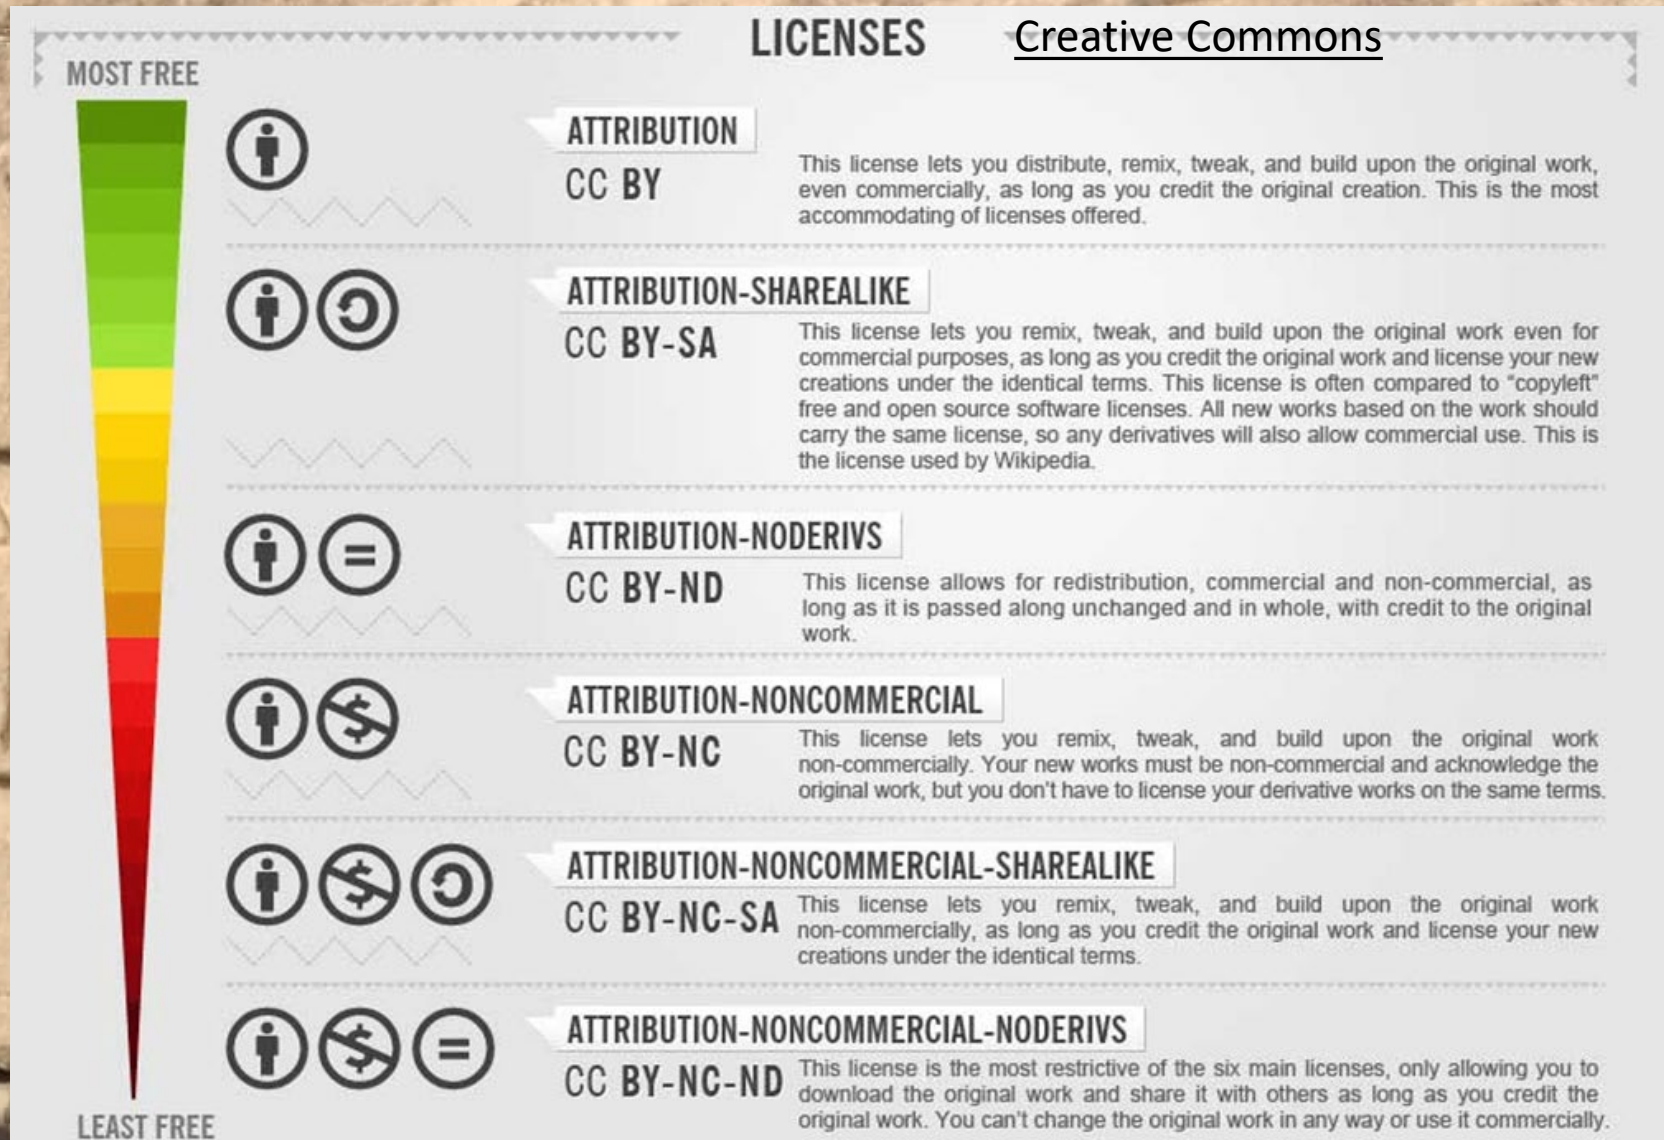 LICENSES Creative Commons
MOST FREE
ATTRIBUTION
CC BY
This license lets you distribute, remix, tweak, and build upon the original work,
even commercially, as long as you credit the original creation. This is the most
accommodating of licenses offered.
ATTRIBUTION-SHAREALIKE
CC BY-SA
This license lets you remix, tweak, and build upon the original work even for
commercial purposes, as long as you credit the original work and license your new
creations under the identical terms. This license is often compared to "copyleft"
free and open source software licenses. All new works based on the work should
carry the same license, so any derivatives will also allow commercial use. This is
the license used by Wikipedia.
ATTRIBUTION-NODERIVS
CC BY-ND
This license allows for redistribution, commercial and non-commercial, as
long as it is passed along unchanged and in whole, with credit to the original
work.
ATTRIBUTION-NONCOMMERCIAL
CC BY-NC
This license lets you remix, tweak, and build upon the original work
non-commercially. Your new works must be non-commercial and acknowledge the
original work, but you don't have to license your derivative works on the same terms.
ATTRIBUTION-NONCOMMERCIAL-SHAREALIKE
CC BY-NC-SA
This license lets you remix, tweak, and build upon the original work
non-commercially, as long as you credit the original work and license your new
creations under the identical terms.
ATTRIBUTION-NONCOMMERCIAL-NODERIVS
CC BY-NC-ND
This license is the most restrictive of the six main licenses, only allowing you to
download the original work and share it with others as long as you credit the
original work. You can't change the original work in any way or use it commercially.
LEAST FREE